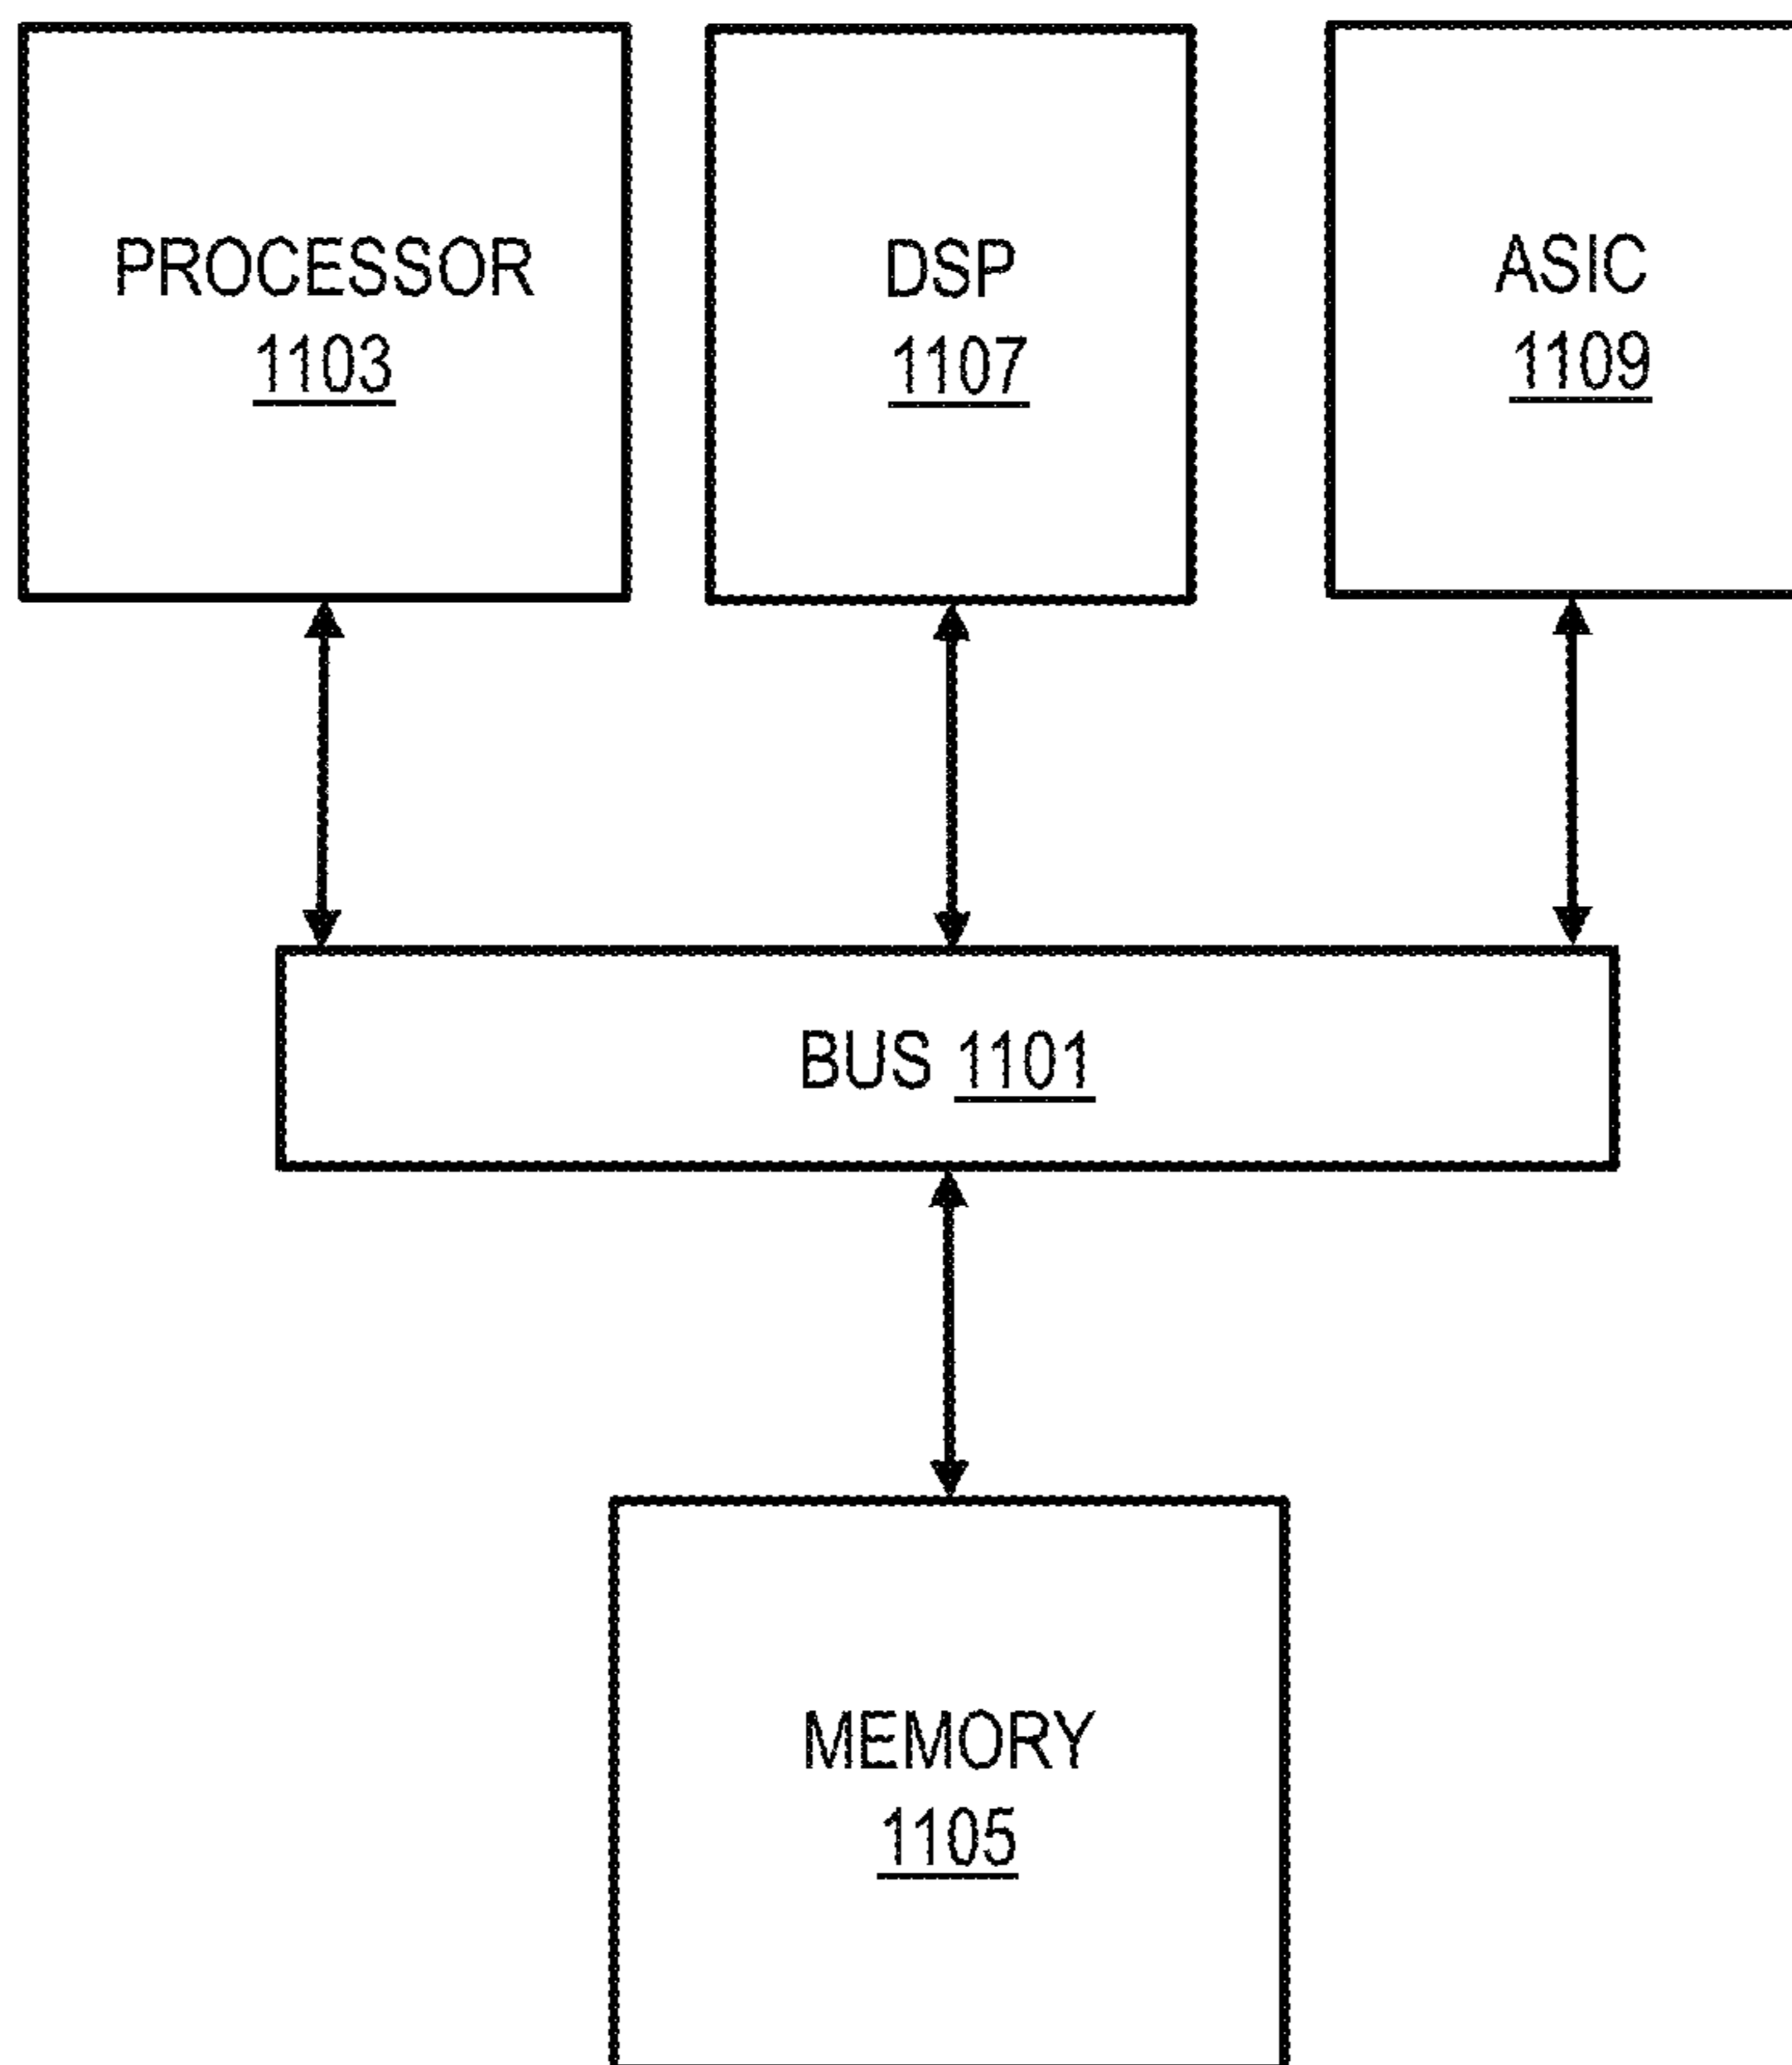 PROCESSOR
1103
DSP
1107
ASIC
1109
BUS 1101
MEMORY
1105